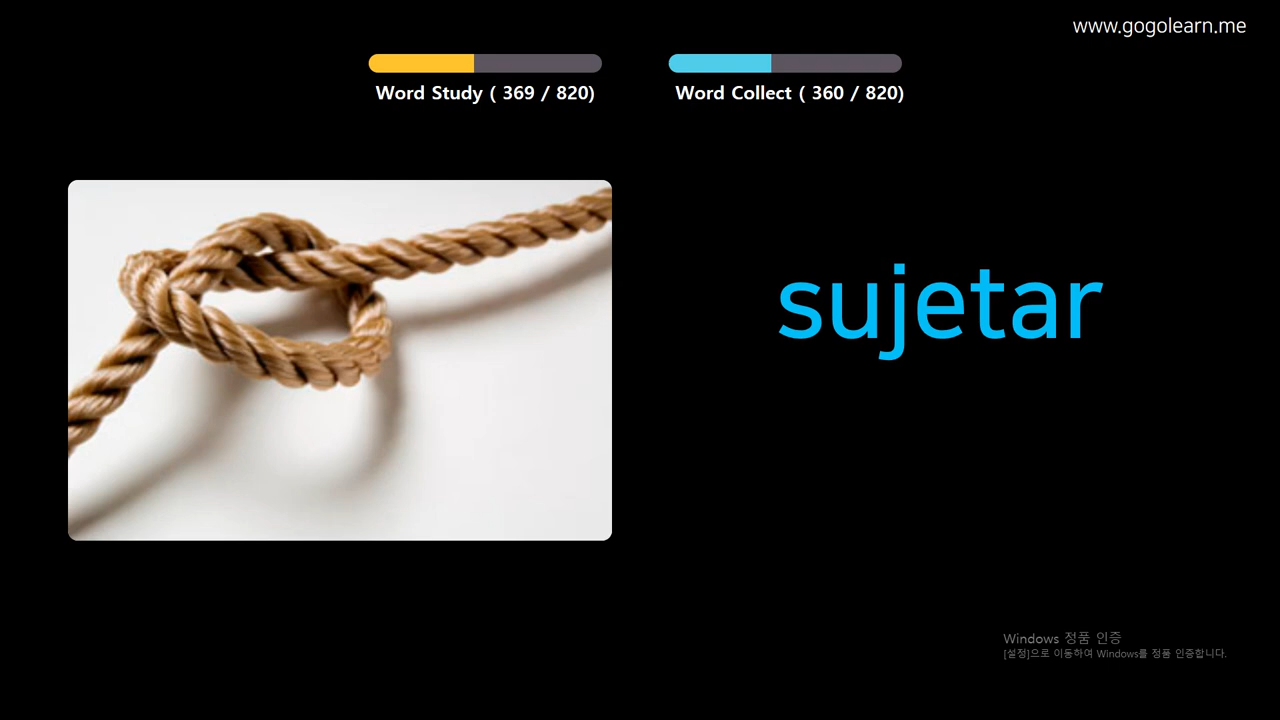 www.gogolearn.me
Word Study ( 369 / 820)
Word Collect ( 360 / 820)
sujetar
Windows 정품 인증
[설정]으로 이동하여 Windows를 정품 인증합니다.